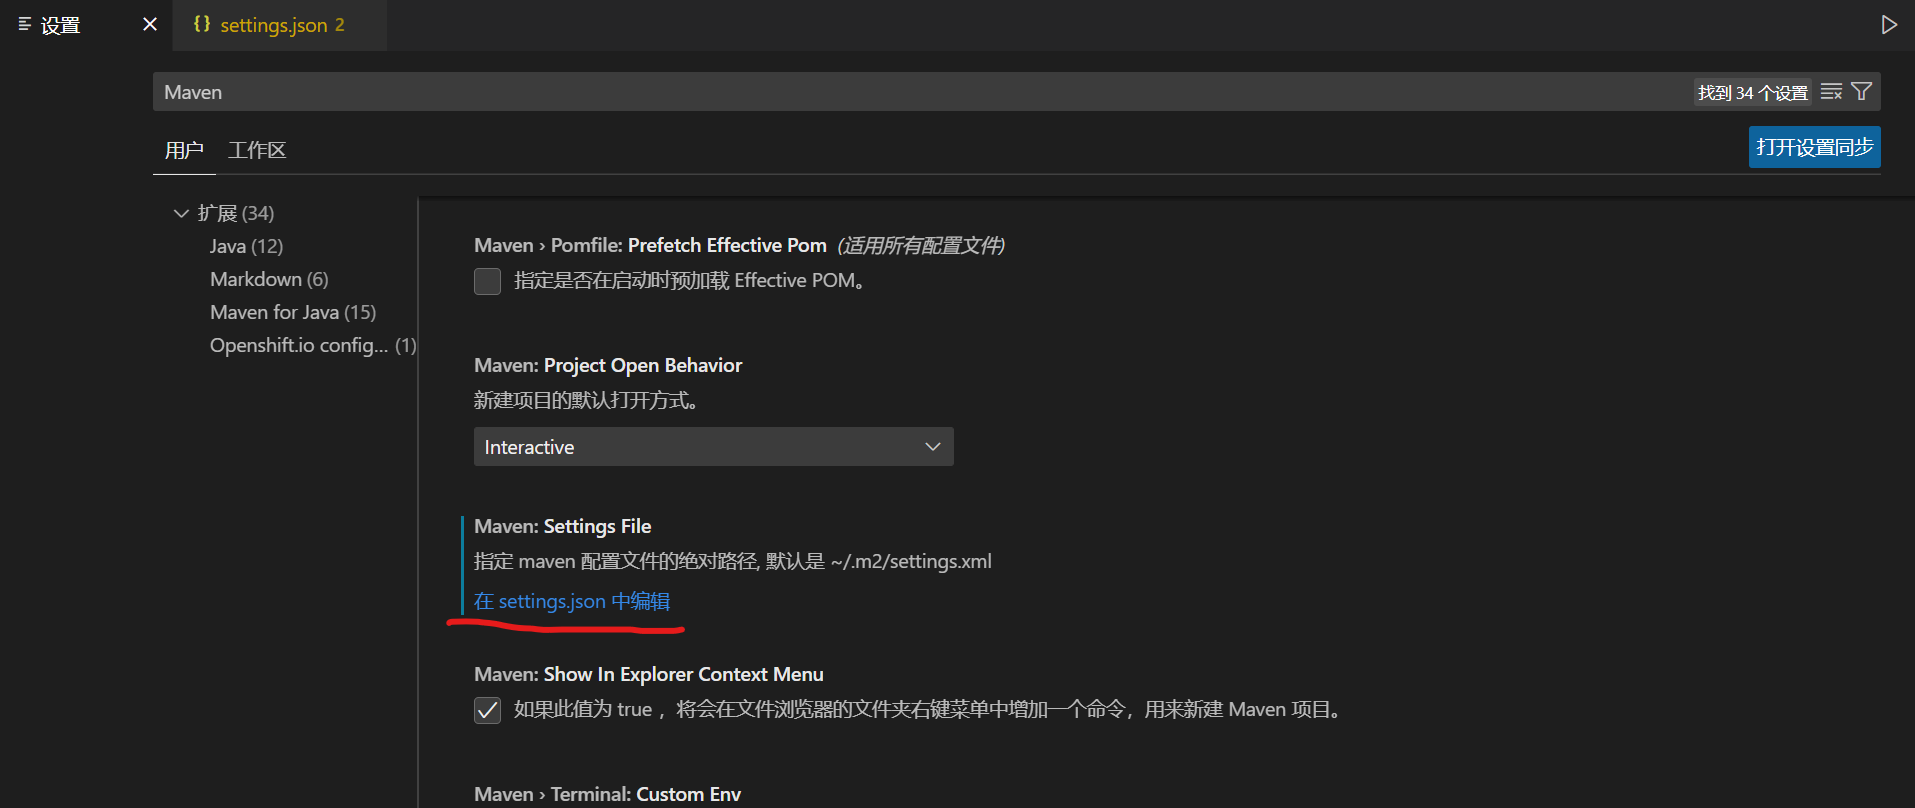 设置
settings.json 2
Maven
找到 34 个设置
用户 工作区
打开设置同步
扩展 (34)
Java (12)
Markdown (6)
Maven for Java (15)
Openshift.io config... (1)
Maven › Pomfile: Prefetch Effective Pom (适用所有配置文件)
指定是否在启动时预加载 Effective POM。
Maven: Project Open Behavior
新建项目的默认打开方式。
Interactive
Maven: Settings File
指定 maven 配置文件的绝对路径, 默认是 ~/.m2/settings.xml
在 settings.json 中编辑
Maven: Show In Explorer Context Menu
如果此值为 true ，将会在文件浏览器的文件夹右键菜单中增加一个命令，用来新建 Maven 项目。
Maven › Terminal: Custom Env